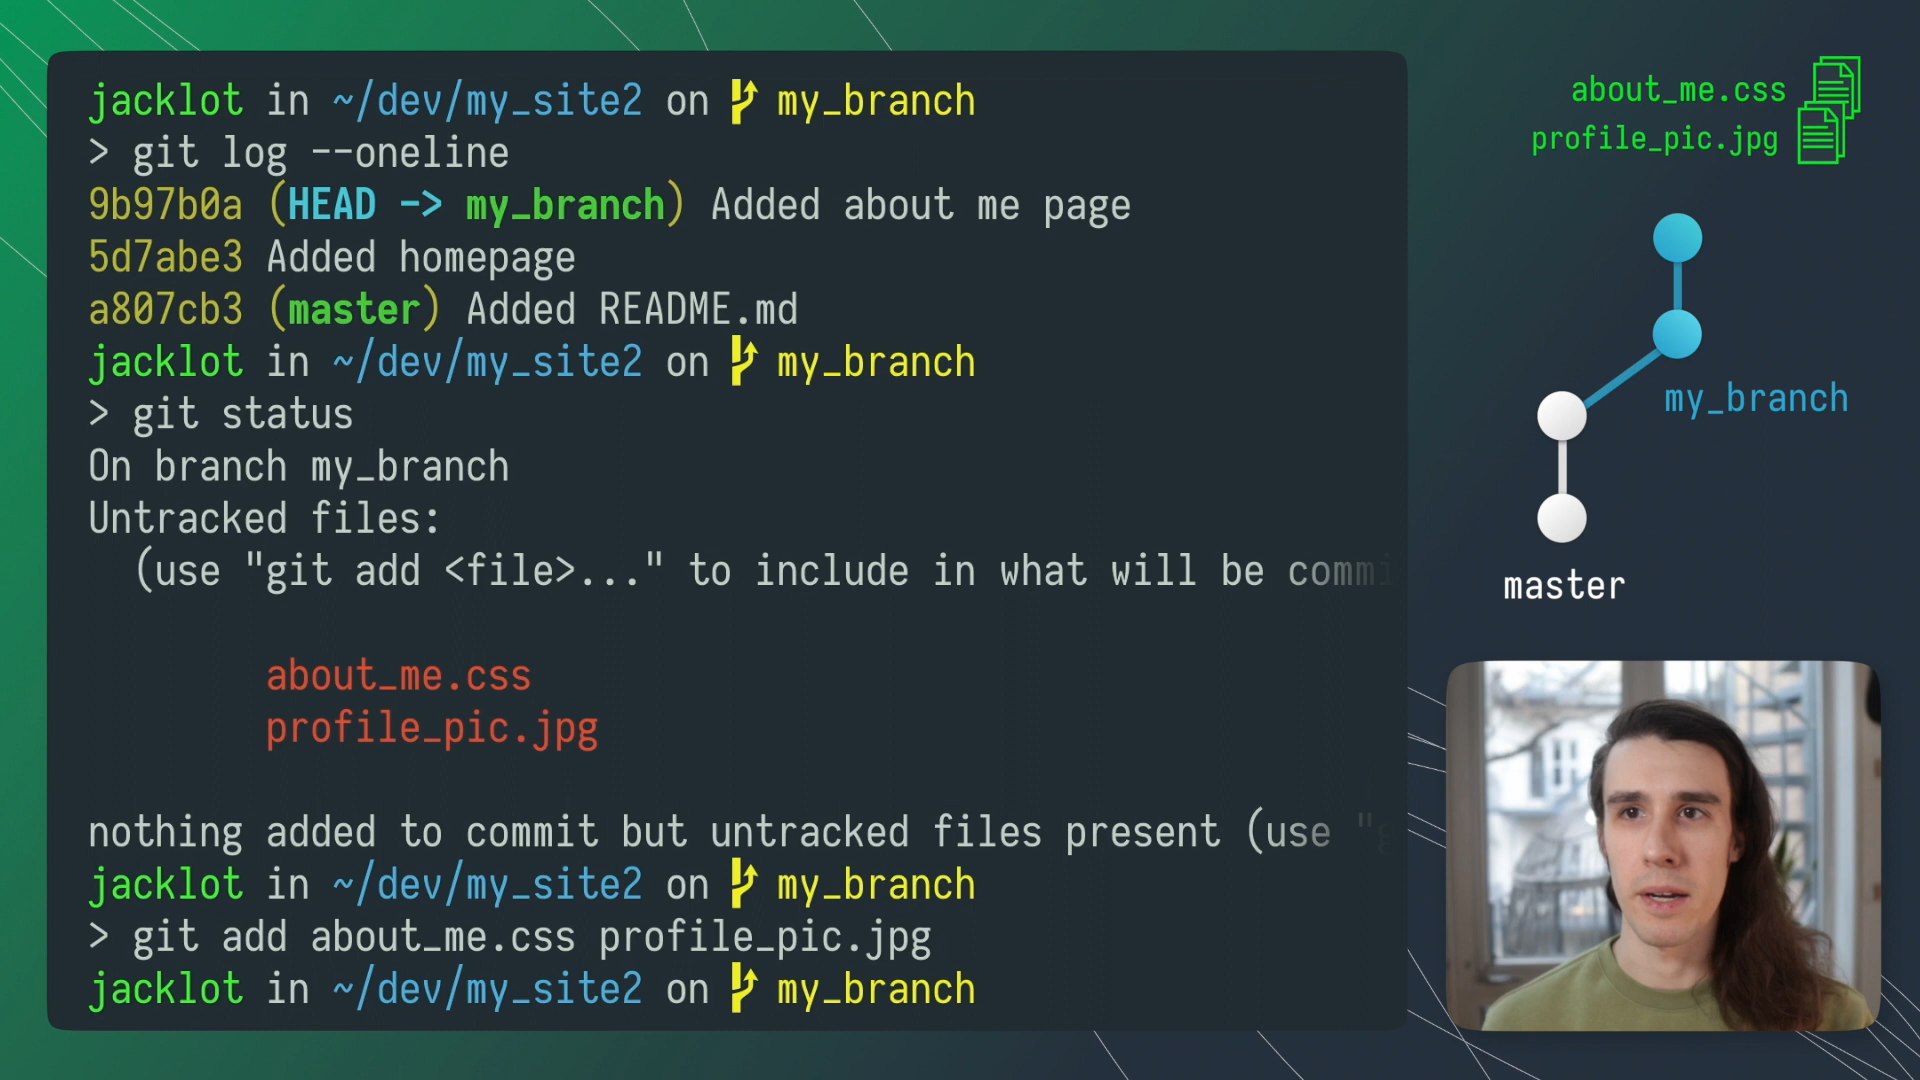 jacklot in ~/dev/my_site2 on my_branch
> git log --oneline
9b97b0a (HEAD -> my_branch) Added about me page
5d7abe3 Added homepage
a807cb3 (master) Added README.md
jacklot in ~/dev/my_site2 on my_branch
> git status
On branch my_branch
Untracked files:
(use "git add <file>..." to include in what will be commi
about_me.css
profile_pic.jpg
nothing added to commit but untracked files present (use "g
jacklot in ~/dev/my_site2 on my_branch
> git add about_me.css profile_pic.jpg
jacklot in ~/dev/my_site2 on my_branch
about_me.css
profile_pic.jpg
my_branch
master